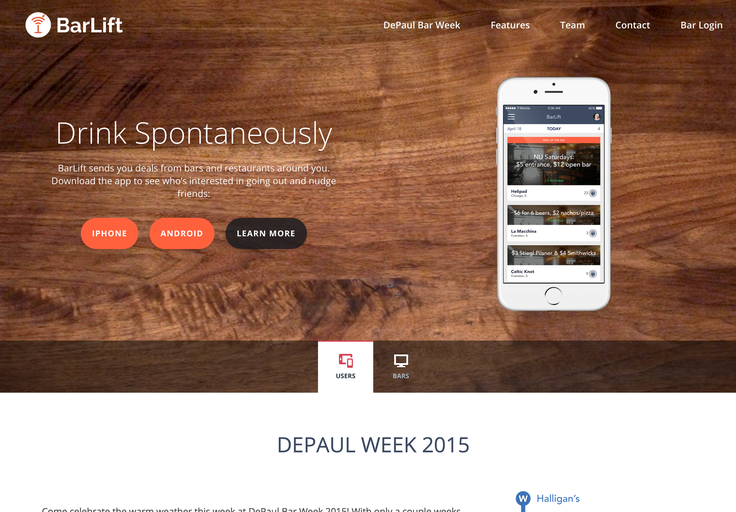 BarLift
DePaul Bar Week
Features
Team
Contact
Bar Login
Drink Spontaneously
BarLift sends you deals from bars and restaurants around you.
Download the app to see who's interested in going out and nudge
friends:
IPHONE
ANDROID
LEARN MORE
BarLift
April 18
TODAY
4
NU Saturdays:
$5 entrance, $12 open bar
Helipad
$6 for 6 beers, $2 nachos/pizza
La Macchina
$3 Stiegl Pilsner & $4 Smithwicks
Celtic Knot
USERS
BARS
DEPAUL WEEK 2015
Come celebrate the warm weather this week at DePaul Bar Week 2015! With only a couple weeks
W
Halligan's